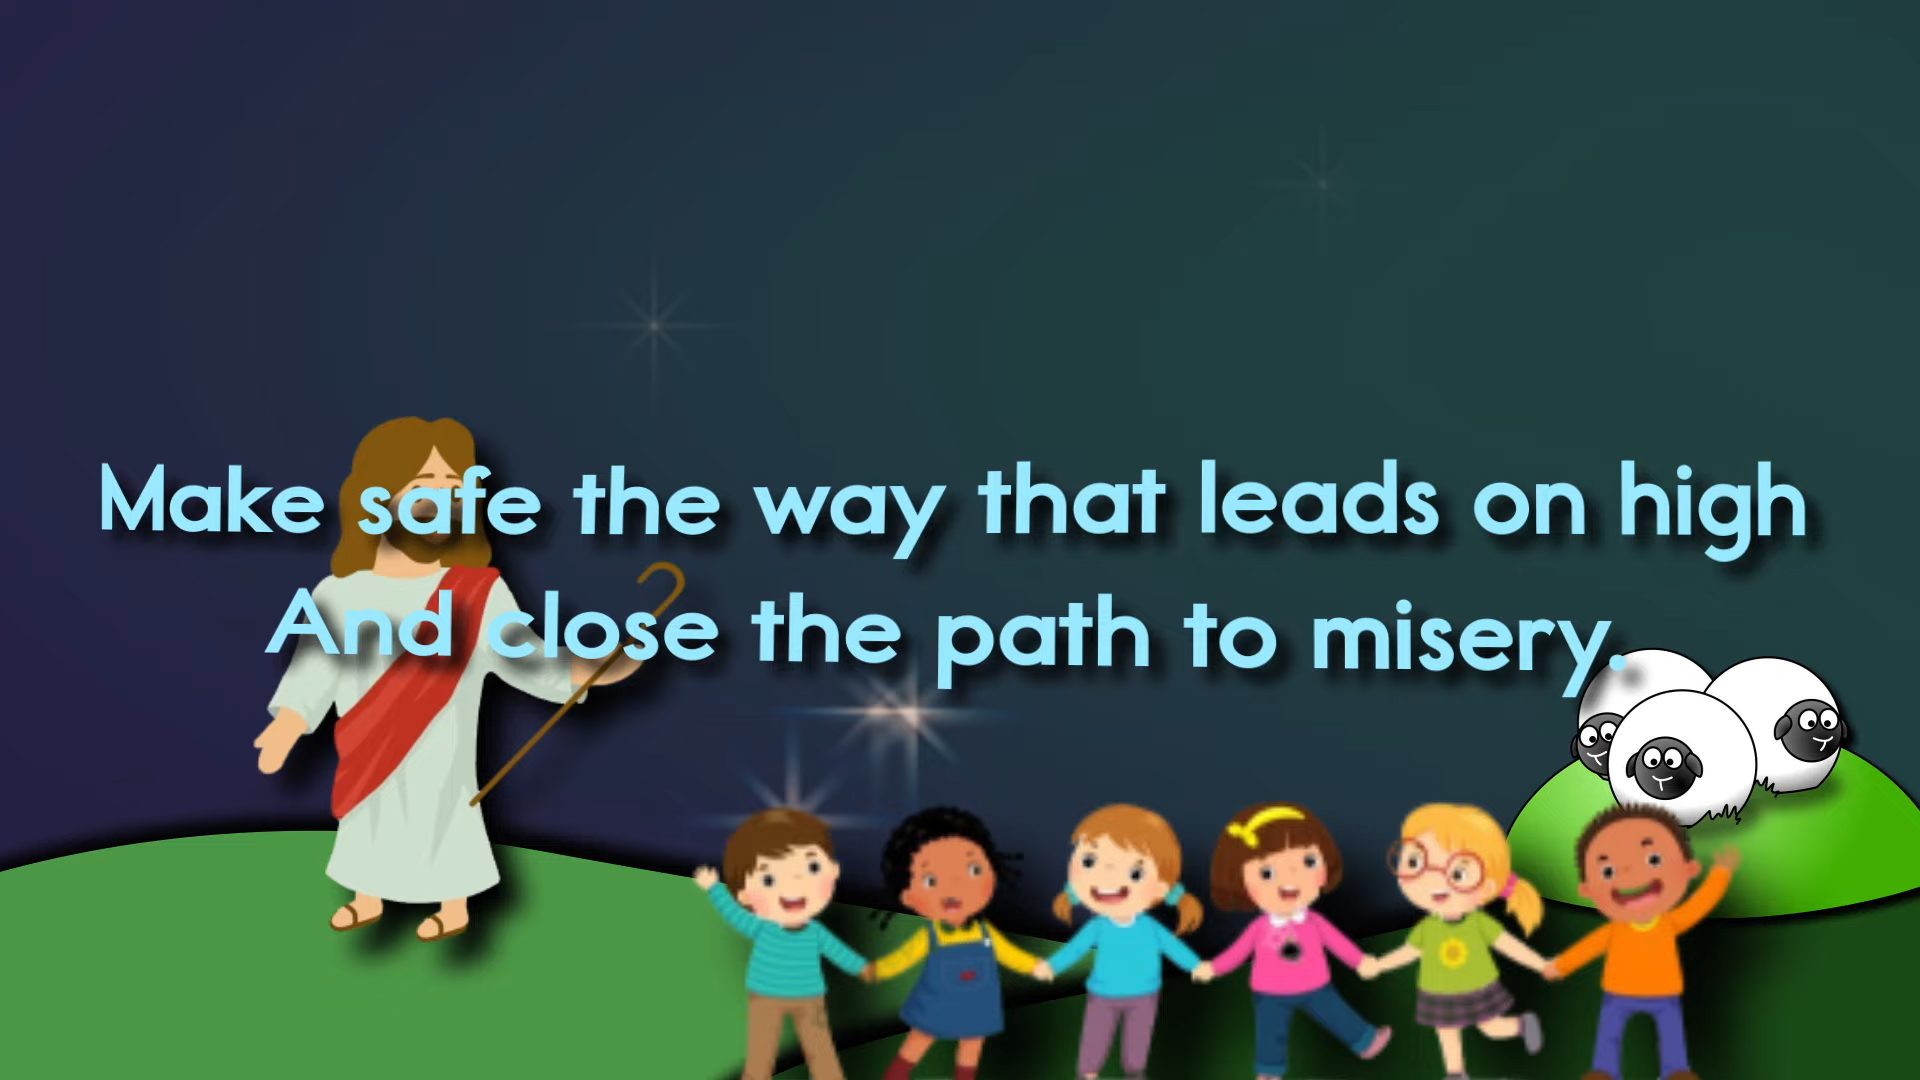 Make safe the way that leads on high
And close the path to misery.